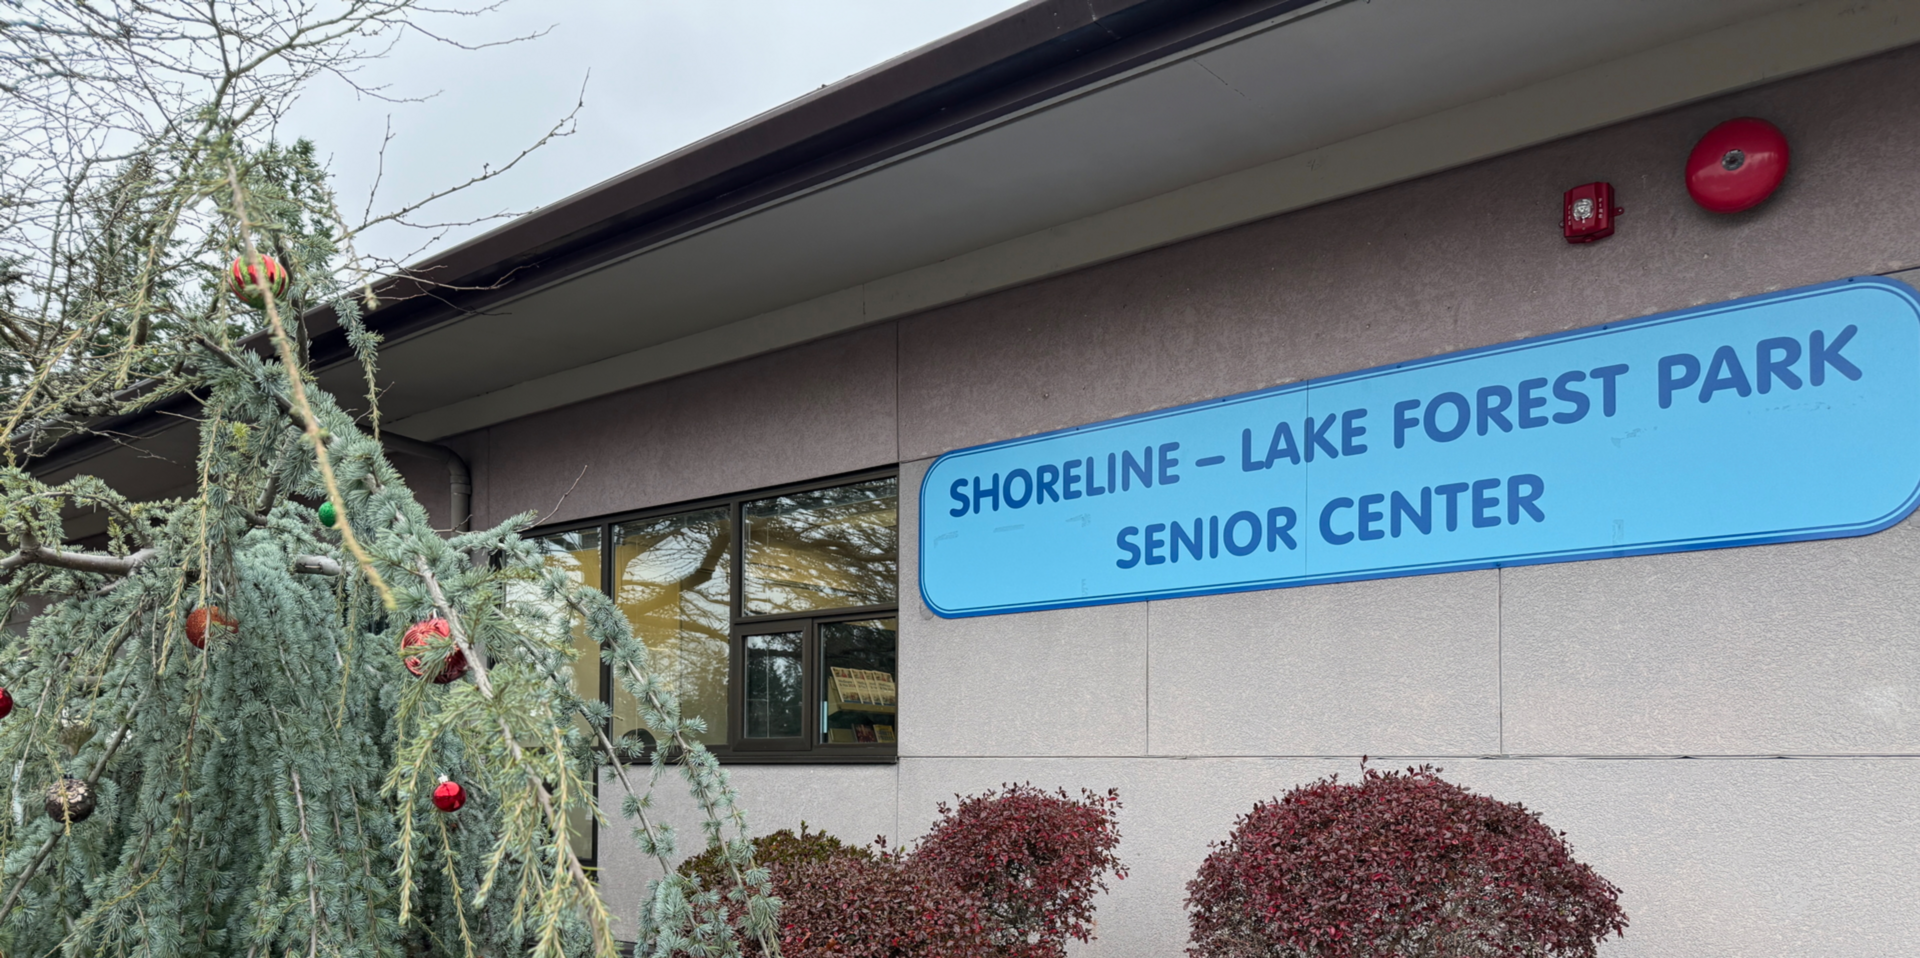 SHORELINE – LAKE FOREST PARK
SENIOR CENTER